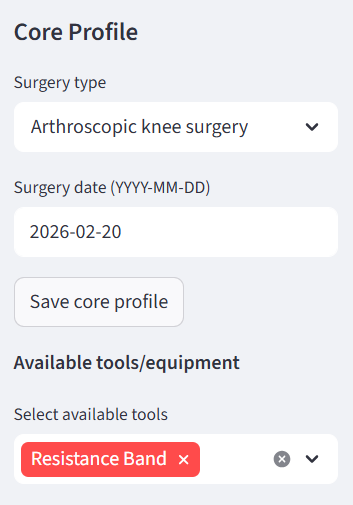 Core Profile
Surgery type
Arthroscopic knee surgery
Surgery date (YYYY-MM-DD)
2026-02-20
Save core profile
Available tools/equipment
Select available tools
Resistance Band